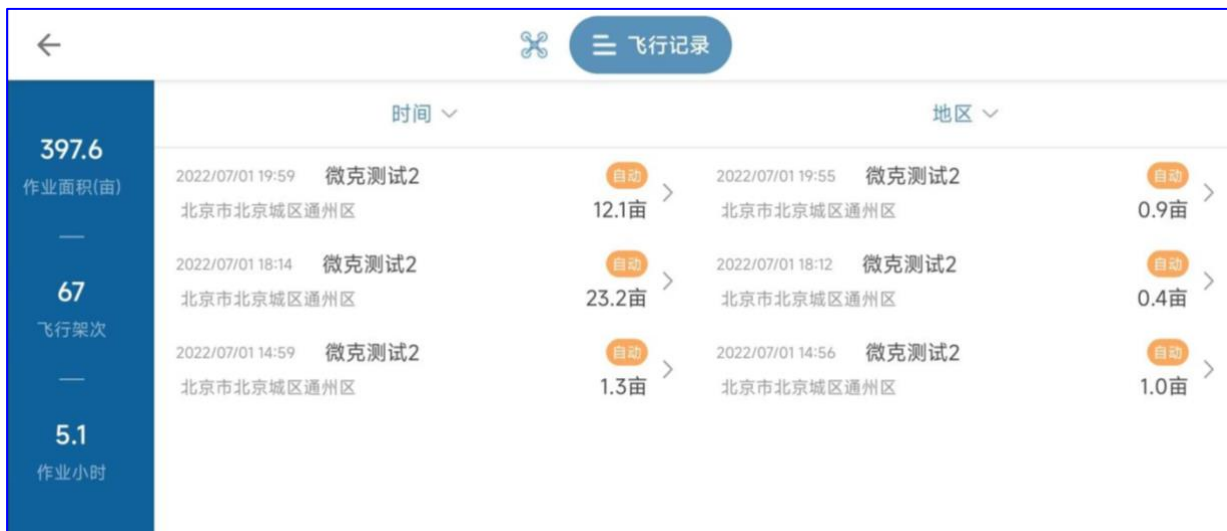 飞行记录
时间
地区
397.6
作业面积(亩)
67
飞行架次
5.1
作业小时
2022/07/01 19:59 微克测试2 自动
北京市北京城区通州区 12.1亩
2022/07/01 19:55 微克测试2 自动
北京市北京城区通州区 0.9亩
2022/07/01 18:14 微克测试2 自动
北京市北京城区通州区 23.2亩
2022/07/01 18:12 微克测试2 自动
北京市北京城区通州区 0.4亩
2022/07/01 14:59 微克测试2 自动
北京市北京城区通州区 1.3亩
2022/07/01 14:56 微克测试2 自动
北京市北京城区通州区 1.0亩